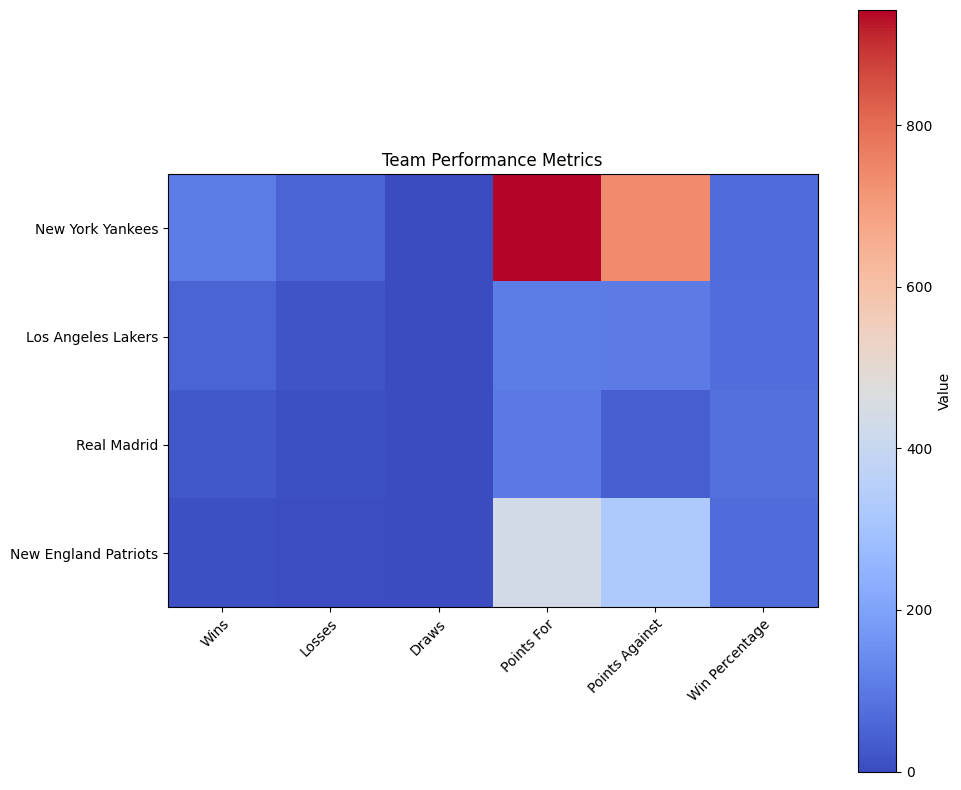 Team Performance Metrics
New York Yankees
Los Angeles Lakers
Real Madrid
New England Patriots
Wins
Losses
Draws
Points For
Points Against
Win Percentage
800
600
400
200
0
Value